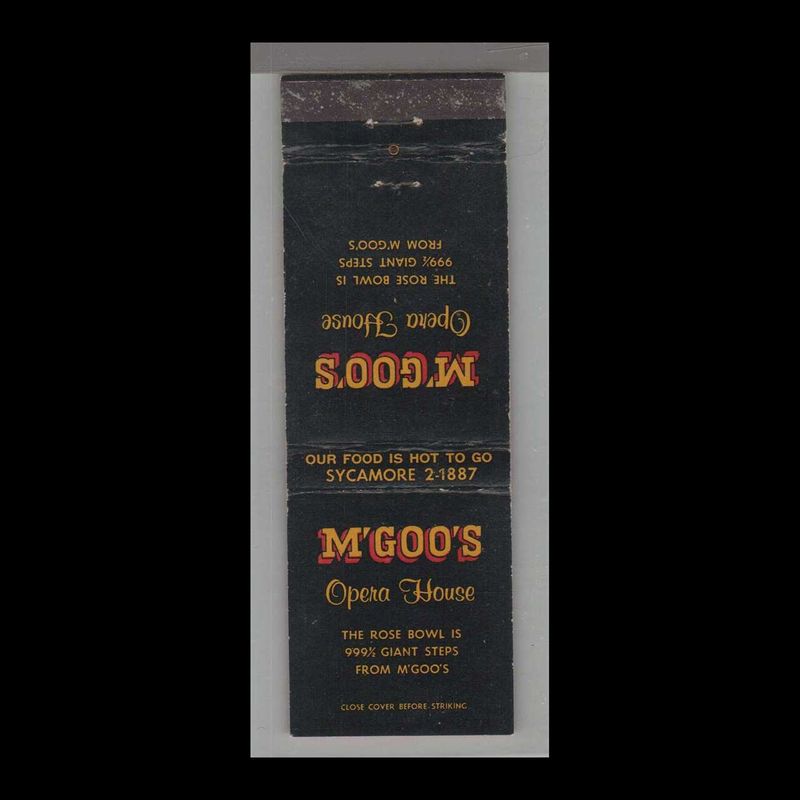 FROM M'GOO'S
999½ GIANT STEPS
THE ROSE BOWL IS
Opera House
M'GOO'S
OUR FOOD IS HOT TO GO
SYCAMORE 2-1887
M'GOO'S
Opera House
THE ROSE BOWL IS
999½ GIANT STEPS
FROM M'GOO'S
CLOSE COVER BEFORE STRIKING